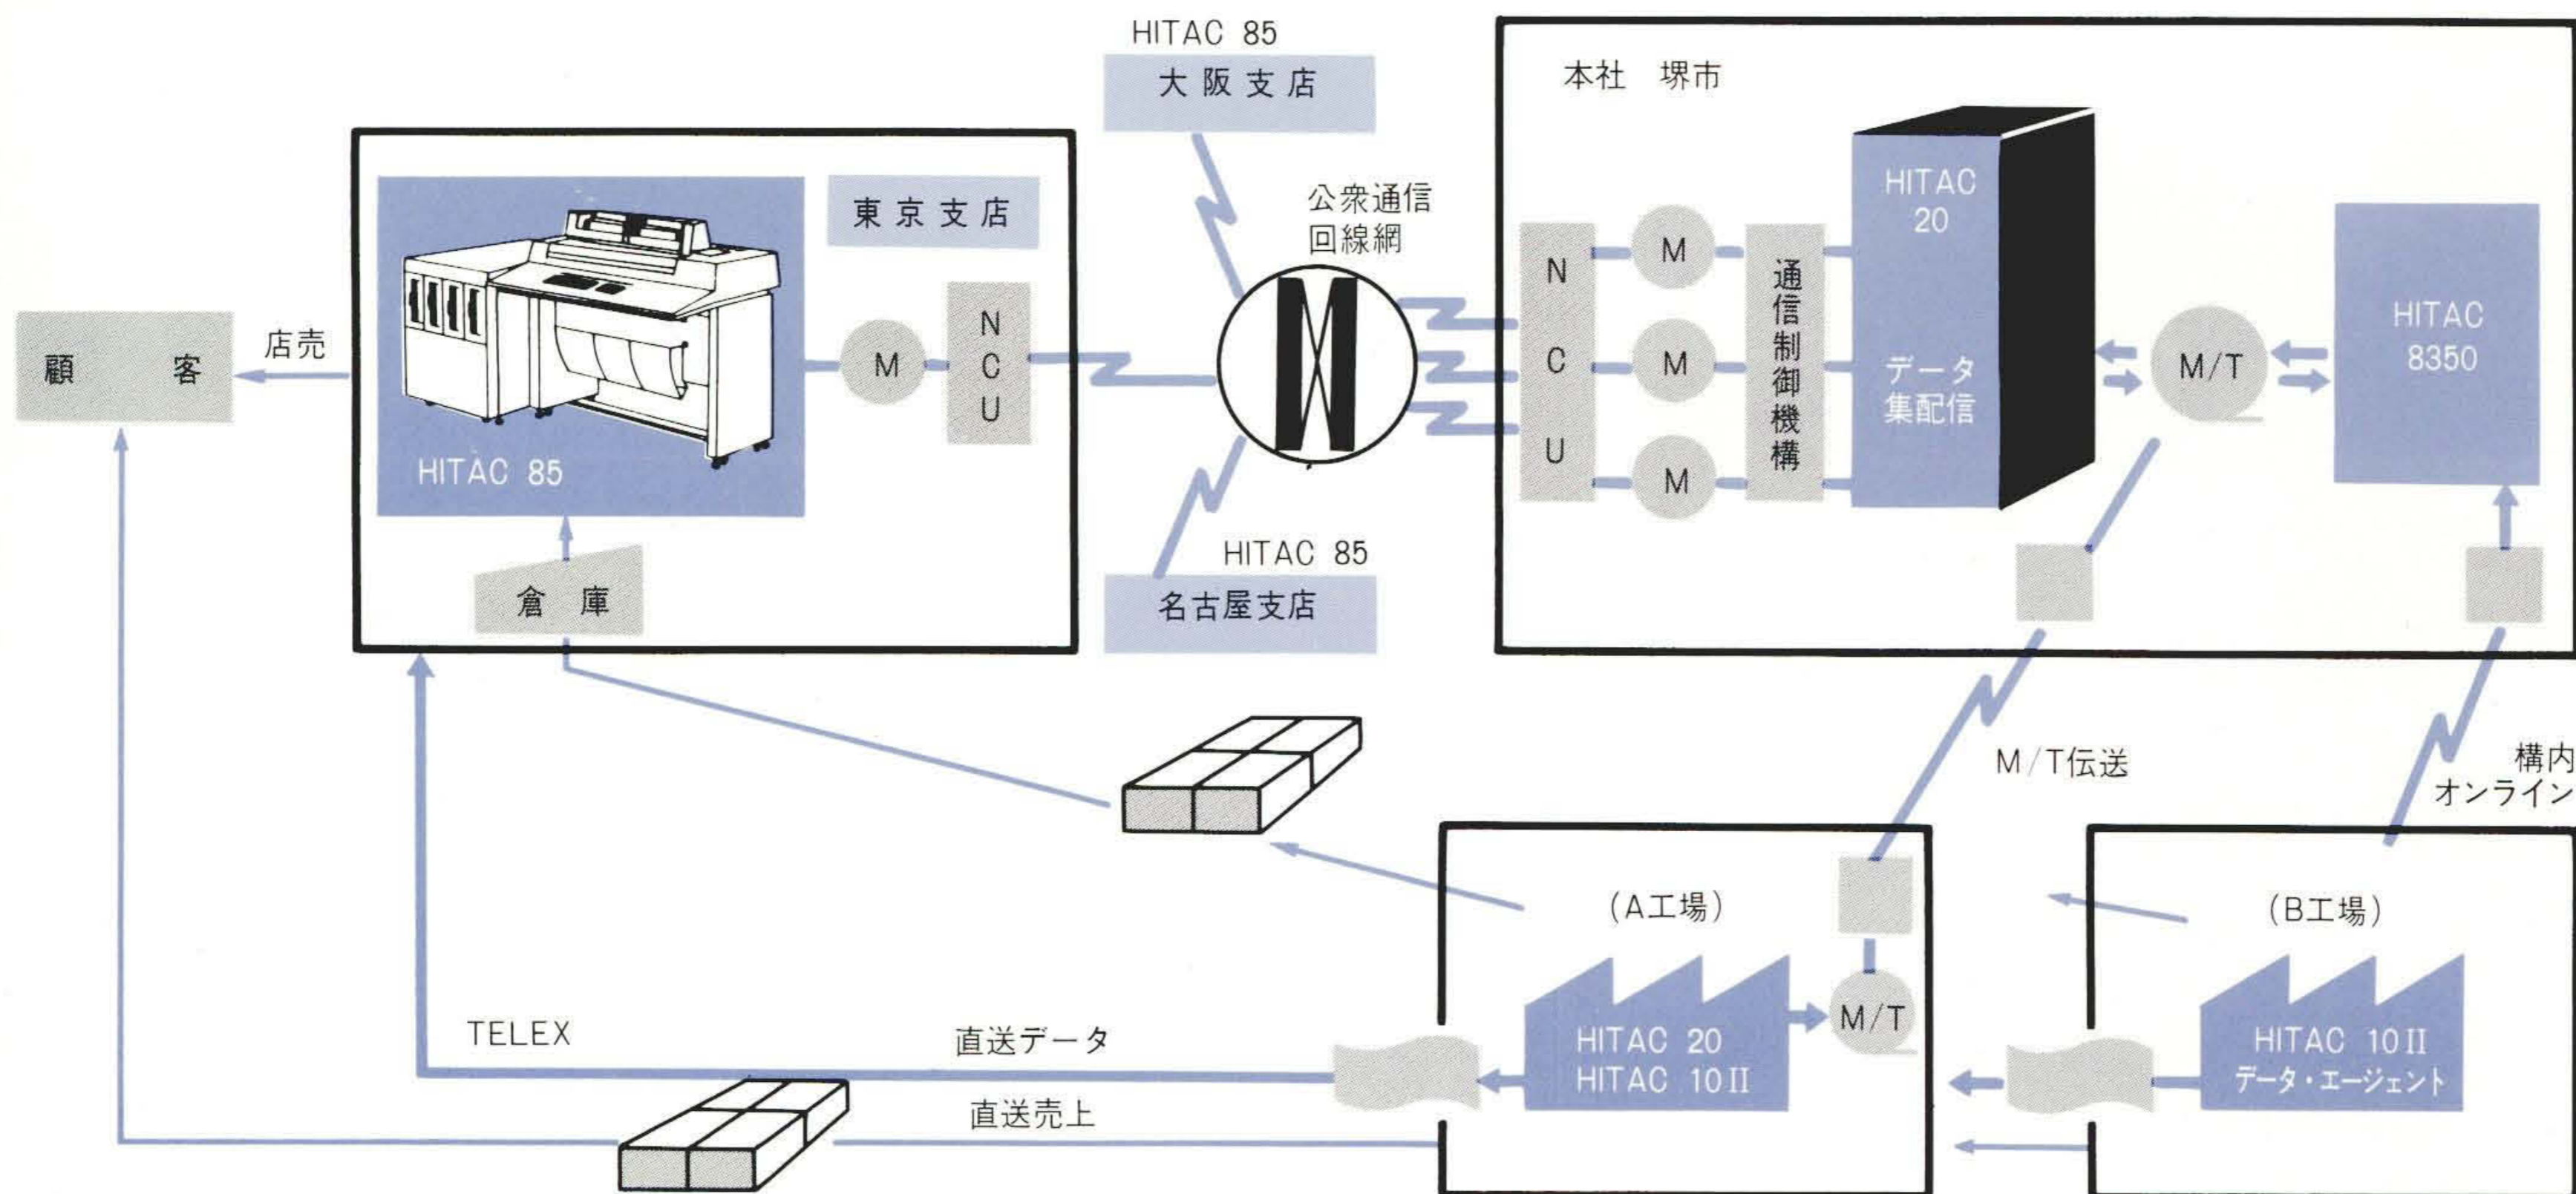 HITAC 85
大阪支店
本社 堺市
東京支店
公衆通信
回線網
HITAC
20
データ
集配信
N
C
U
M
M
M
通信制御機構
M/T
HITAC
8350
顧 客
店売
HITAC 85
M
N
C
U
倉庫
HITAC 85
名古屋支店
M/T伝送
構内
オンライン
(A工場)
(B工場)
M/T
HITAC 20
HITAC 10II
HITAC 10II
データ・エージェント
TELEX
直送データ
直送売上